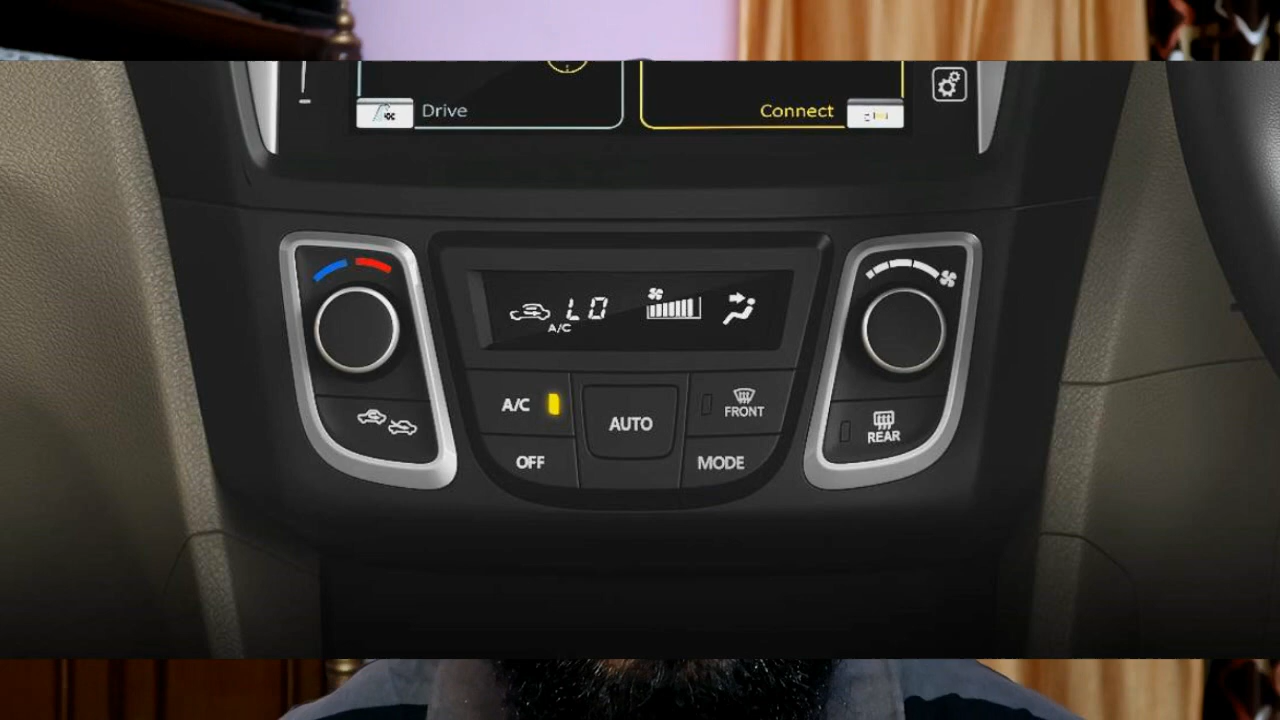 Drive
Connect
LO
A/C
A/C
AUTO
FRONT
OFF
MODE
REAR